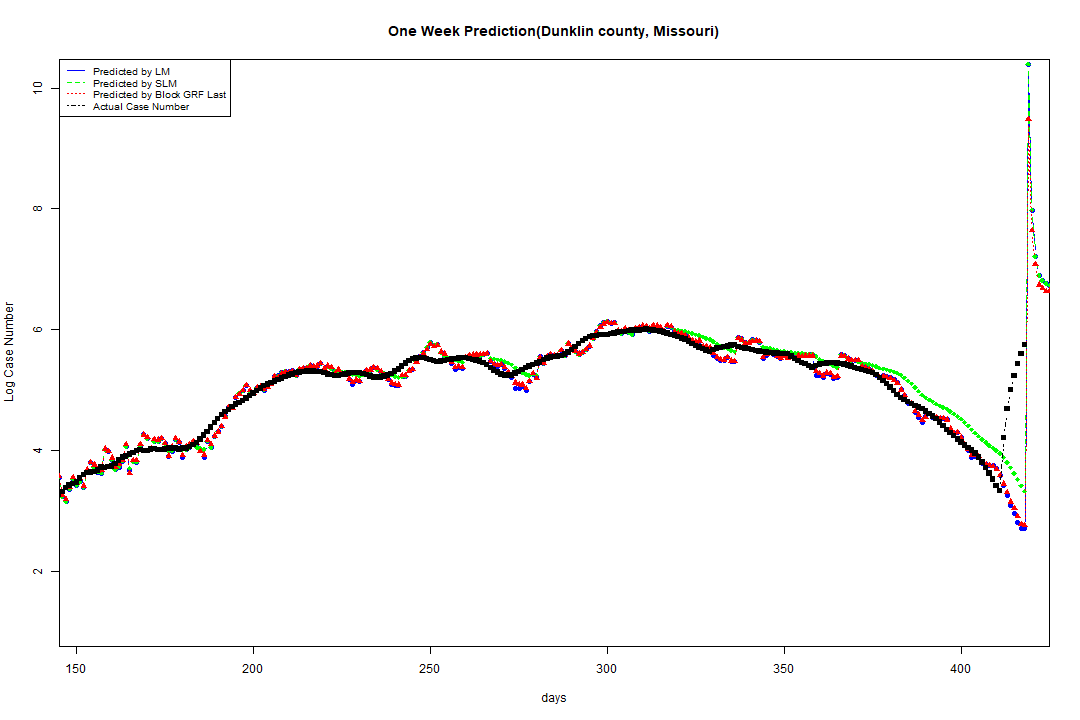 One Week Prediction(Dunklin county, Missouri)
Predicted by LM
Predicted by SLM
Predicted by Block GRF Last
Actual Case Number
Log Case Number
10
8
6
4
2
150 200 250 300 350 400
days